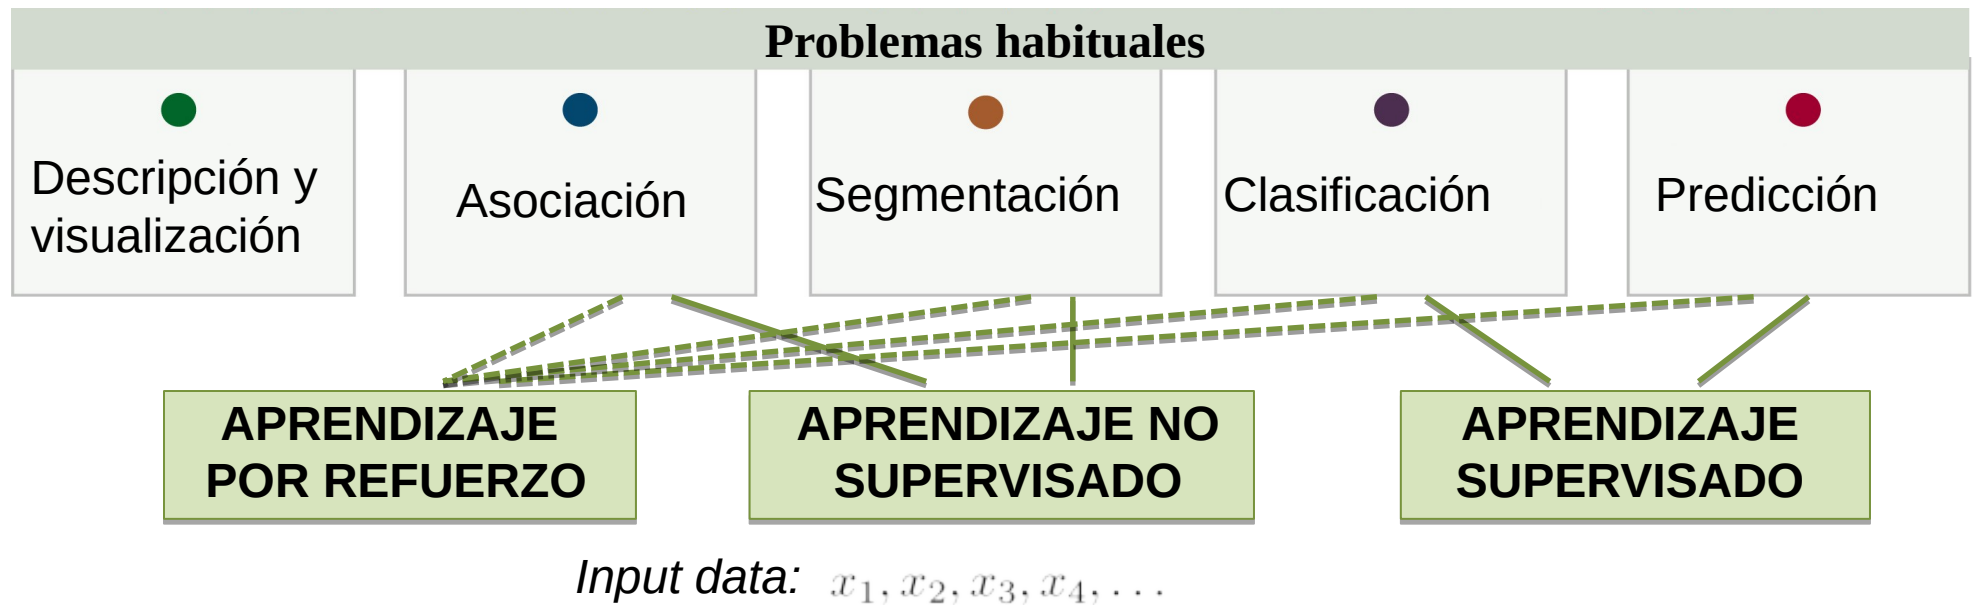 Problemas habituales
Descripción y
visualización
Asociación
Segmentación
Clasificación
Predicción
APRENDIZAJE
POR REFUERZO
APRENDIZAJE NO
SUPERVISADO
APRENDIZAJE
SUPERVISADO
Input data: x₁, x₂, x₃, x₄, . . .